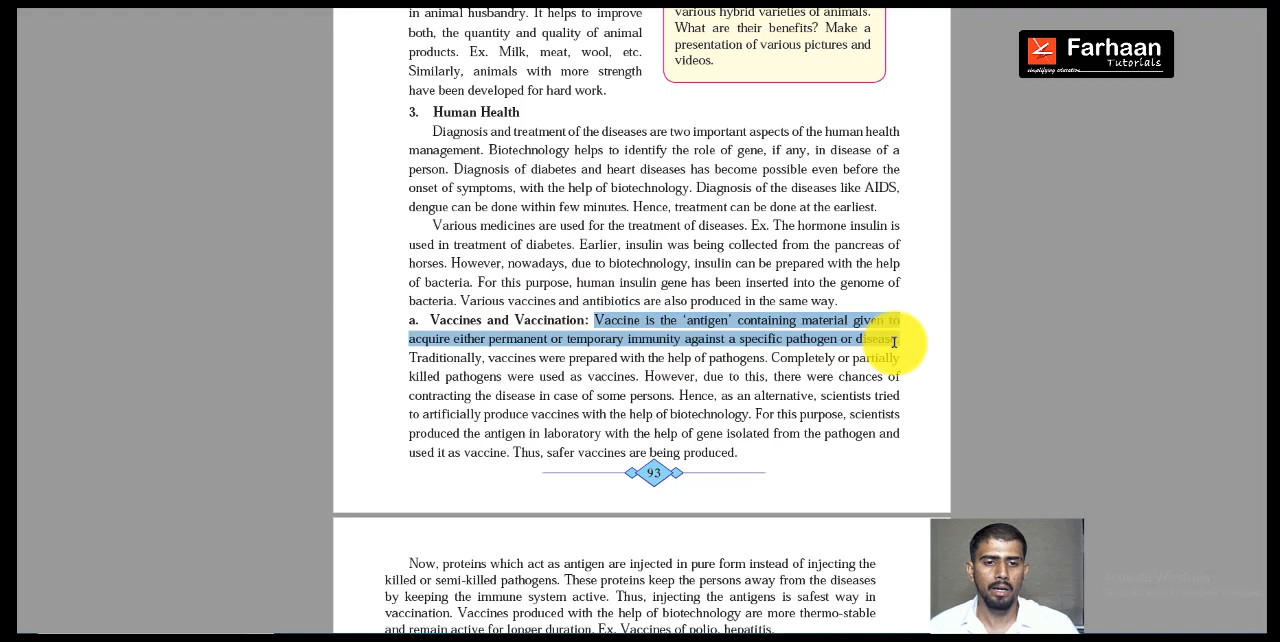 in animal husbandry. It helps to improve
both, the quantity and quality of animal
products. Ex. Milk, meat, wool, etc.
Similarly, animals with more strength
have been developed for hard work.
various hybrid varieties of animals.
What are their benefits? Make a
presentation of various pictures and
videos.
Farhaan
Tutorials
simplifying education
3. Human Health
Diagnosis and treatment of the diseases are two important aspects of the human health
management. Biotechnology helps to identify the role of gene, if any, in disease of a
person. Diagnosis of diabetes and heart diseases has become possible even before the
onset of symptoms, with the help of biotechnology. Diagnosis of the diseases like AIDS,
dengue can be done within few minutes. Hence, treatment can be done at the earliest.
Various medicines are used for the treatment of diseases. Ex. The hormone insulin is
used in treatment of diabetes. Earlier, insulin was being collected from the pancreas of
horses. However, nowadays, due to biotechnology, insulin can be prepared with the help
of bacteria. For this purpose, human insulin gene has been inserted into the genome of
bacteria. Various vaccines and antibiotics are also produced in the same way.
a. Vaccines and Vaccination: Vaccine is the ‘antigen’ containing material given to
acquire either permanent or temporary immunity against a specific pathogen or disease.
Traditionally, vaccines were prepared with the help of pathogens. Completely or partially
killed pathogens were used as vaccines. However, due to this, there were chances of
contracting the disease in case of some persons. Hence, as an alternative, scientists tried
to artificially produce vaccines with the help of biotechnology. For this purpose, scientists
produced the antigen in laboratory with the help of gene isolated from the pathogen and
used it as vaccine. Thus, safer vaccines are being produced.
93
Now, proteins which act as antigen are injected in pure form instead of injecting the
killed or semi-killed pathogens. These proteins keep the persons away from the diseases
by keeping the immune system active. Thus, injecting the antigens is safest way in
vaccination. Vaccines produced with the help of biotechnology are more thermo-stable
and remain active for longer duration. Ex. Vaccines of polio, hepatitis.